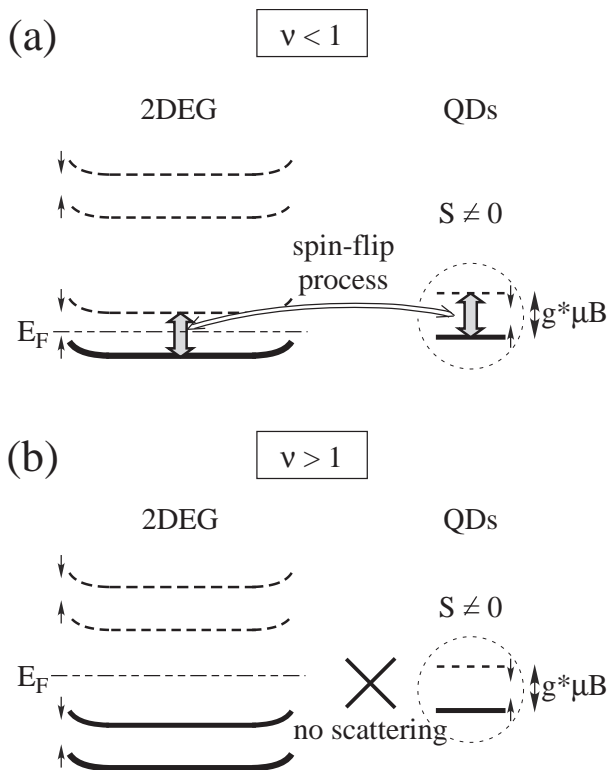 (a)
ν < 1
2DEG
QDs
S ≠ 0
spin-flip
process
E_F
g*μB
(b)
ν > 1
2DEG
QDs
S ≠ 0
E_F
g*μB
no scattering